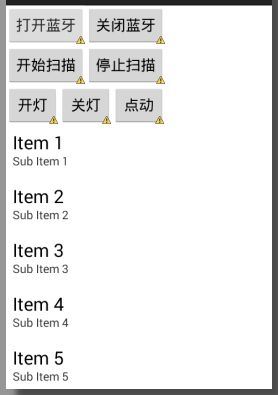 打开蓝牙 关闭蓝牙
开始扫描 停止扫描
开灯 关灯 点动
Item 1
Sub Item 1
Item 2
Sub Item 2
Item 3
Sub Item 3
Item 4
Sub Item 4
Item 5
Sub Item 5